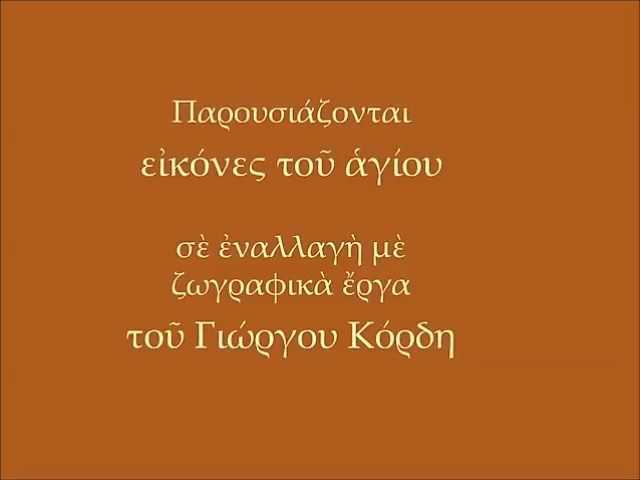 Παρουσιάζονται
εἰκόνες τοῦ ἁγίου
σὲ ἐναλλαγὴ μὲ
ζωγραφικὰ ἔργα
τοῦ Γιώργου Κόρδη